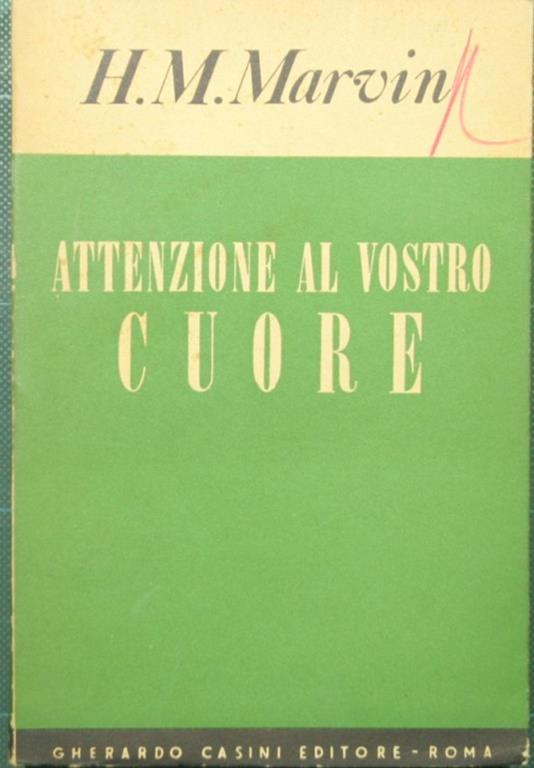 H.M.Marvin
ATTENZIONE AL VOSTRO
CUORE
GHERARDO CASINI EDITORE - ROMA